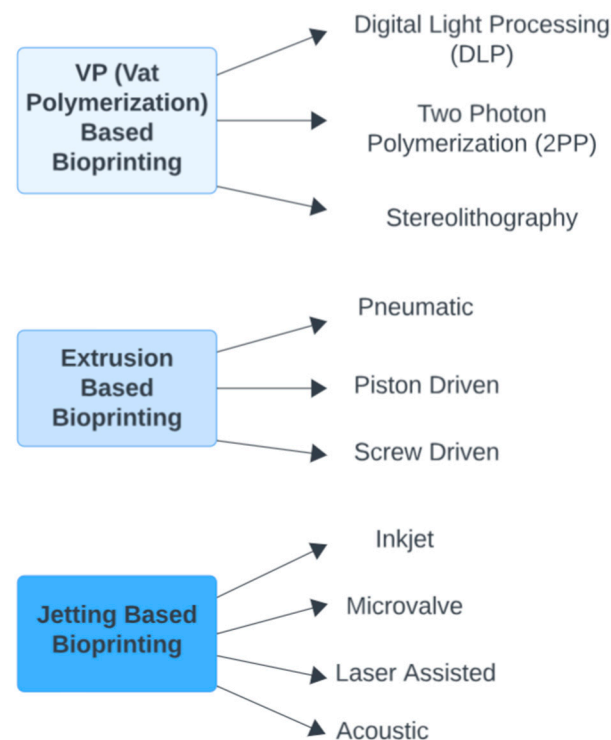 VP (Vat
Polymerization)
Based
Bioprinting
Digital Light Processing
(DLP)
Two Photon
Polymerization (2PP)
Stereolithography
Extrusion
Based
Bioprinting
Pneumatic
Piston Driven
Screw Driven
Jetting Based
Bioprinting
Inkjet
Microvalve
Laser Assisted
Acoustic